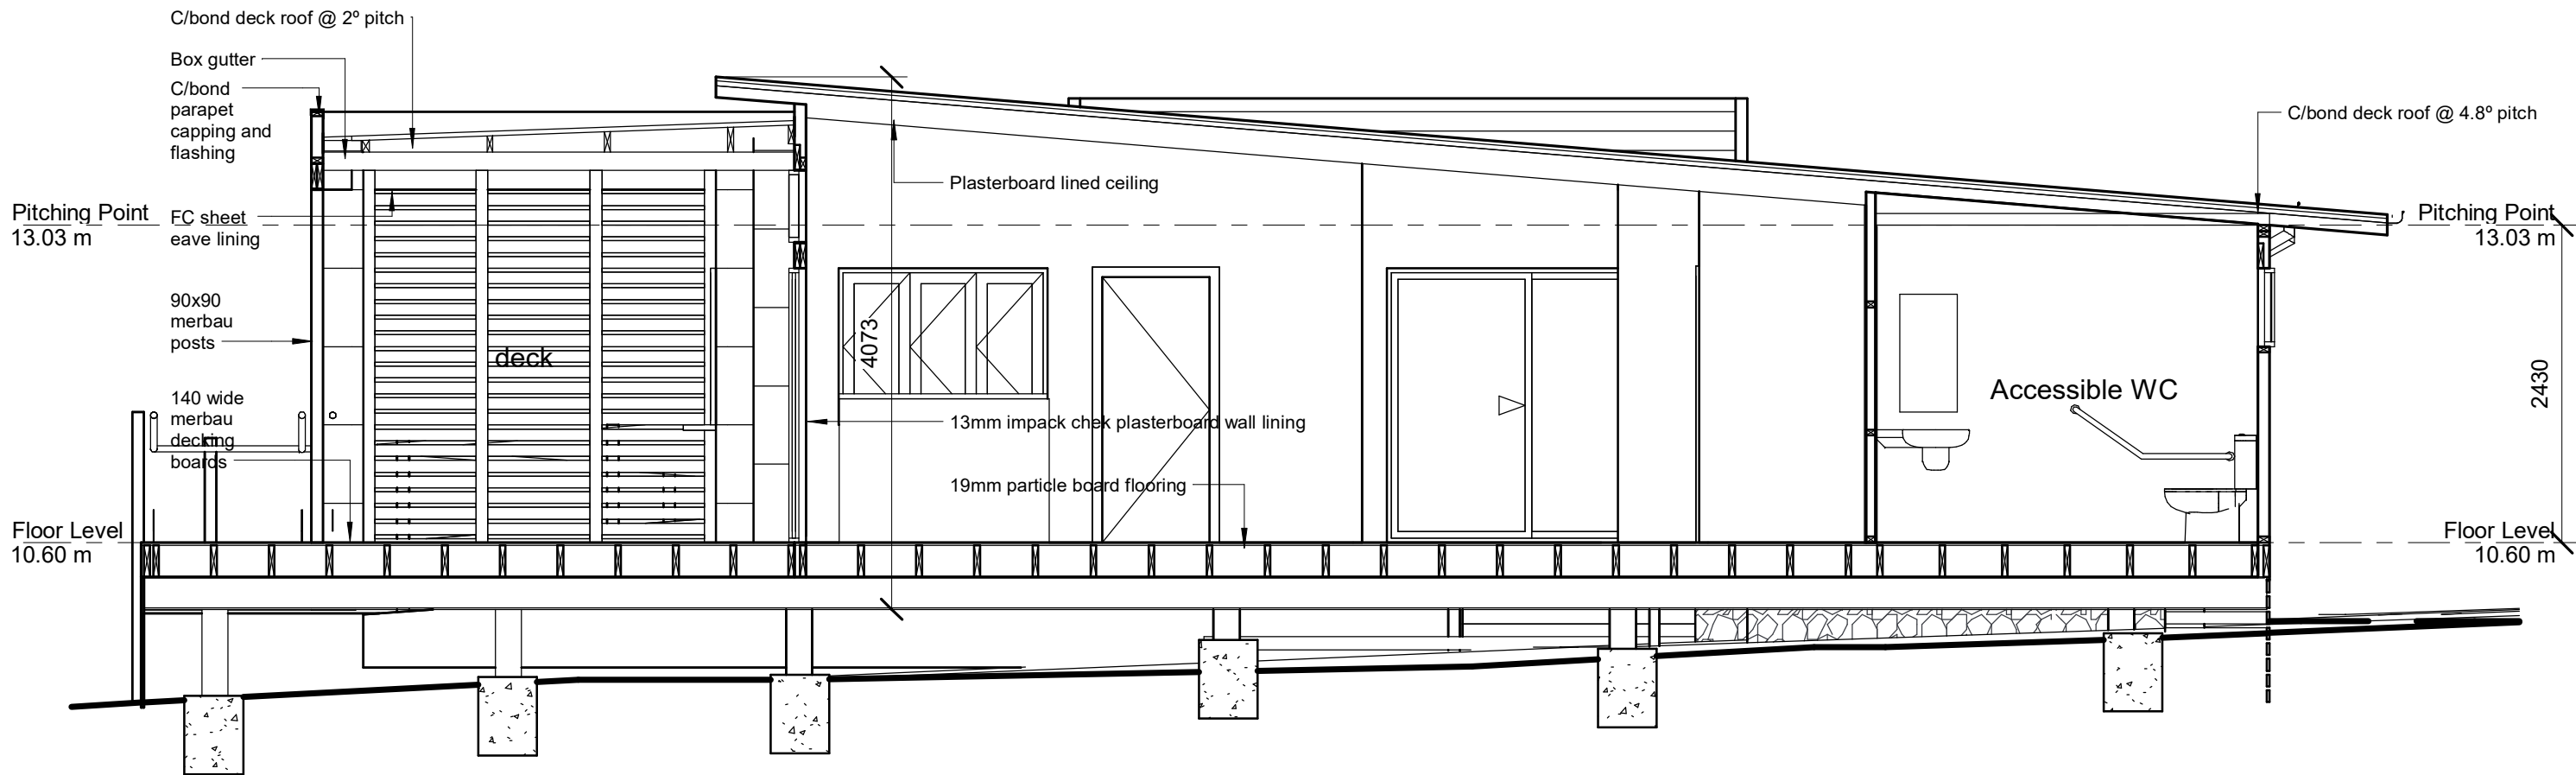 C/bond deck roof @ 2º pitch
Box gutter
C/bond
parapet
capping and
flashing
C/bond deck roof @ 4.8º pitch
Plasterboard lined ceiling
Pitching Point
13.03 m
FC sheet
eave lining
Pitching Point
13.03 m
90x90
merbau
posts
deck
4073
Accessible WC
2430
140 wide
merbau
decking
boards
13mm impack chek plasterboard wall lining
19mm particle board flooring
Floor Level
10.60 m
Floor Level
10.60 m